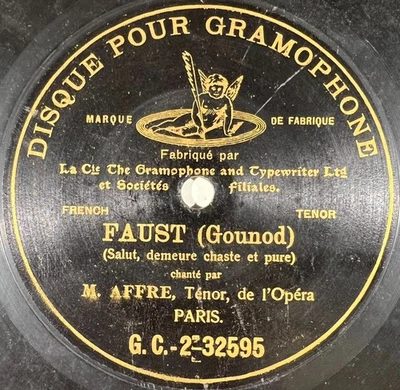 DISQUE POUR GRAMOPHONE
MARQUE DE FABRIQUE
Fabriqué par
La Cie The Gramophone and Typewriter Ltd
et Sociétés filiales.
FRENCH TENOR
FAUST (Gounod)
(Salut, demeure chaste et pure)
chanté par
M. AFFRE, Ténor, de l'Opéra
PARIS.
G. C.-2-32595